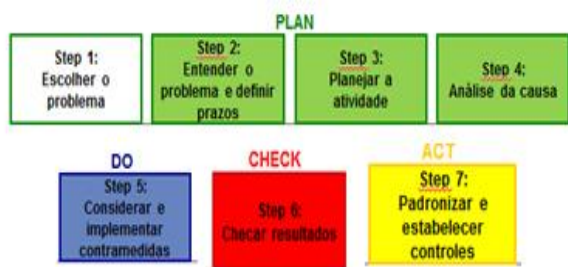 PLAN
Step 1:
Escolher o
problema
Step 2:
Entender o
problema e definir
prazos
Step 3:
Planejar a
atividade
Step 4:
Análise da causa
DO
Step 5:
Considerar e
implementar
contramedidas
CHECK
Step 6:
Checar resultados
ACT
Step 7:
Padronizar e
estabelecer
controles